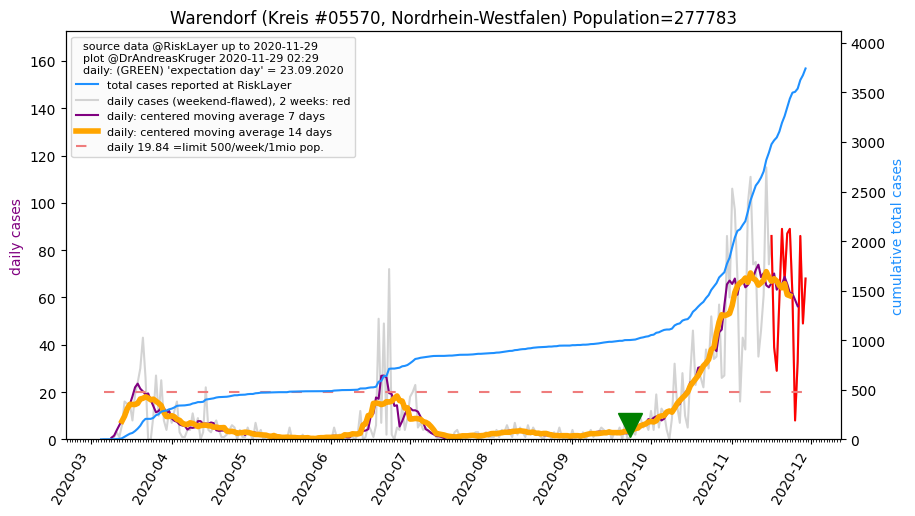 Warendorf (Kreis #05570, Nordrhein-Westfalen) Population=277783
source data @RiskLayer up to 2020-11-29
plot @DrAndreasKruger 2020-11-29 02:29
daily: (GREEN) 'expectation day' = 23.09.2020
total cases reported at RiskLayer
daily cases (weekend-flawed), 2 weeks: red
daily: centered moving average 7 days
daily: centered moving average 14 days
daily 19.84 =limit 500/week/1mio pop.
daily cases
160
140
120
100
80
60
40
20
0
cumulative total cases
4000
3500
3000
2500
2000
1500
1000
500
0
2020-03
2020-04
2020-05
2020-06
2020-07
2020-08
2020-09
2020-10
2020-11
2020-12